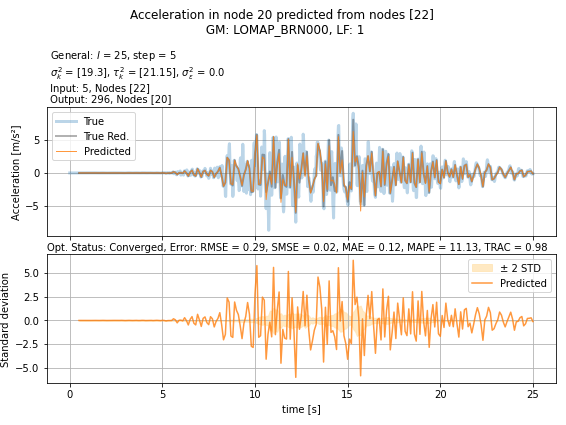 Acceleration in node 20 predicted from nodes [22]
GM: LOMAP_BRN000, LF: 1
General: l = 25, step = 5
σ²ₖ = [19.3], τ²ₖ = [21.15], σ²ε = 0.0
Input: 5, Nodes [22]
Output: 296, Nodes [20]
True
True Red.
Predicted
Acceleration [m/s²]
5
0
−5
Opt. Status: Converged, Error: RMSE = 0.29, SMSE = 0.02, MAE = 0.12, MAPE = 11.13, TRAC = 0.98
± 2 STD
Predicted
Standard deviation
5.0
2.5
0.0
−2.5
−5.0
0 5 10 15 20 25
time [s]